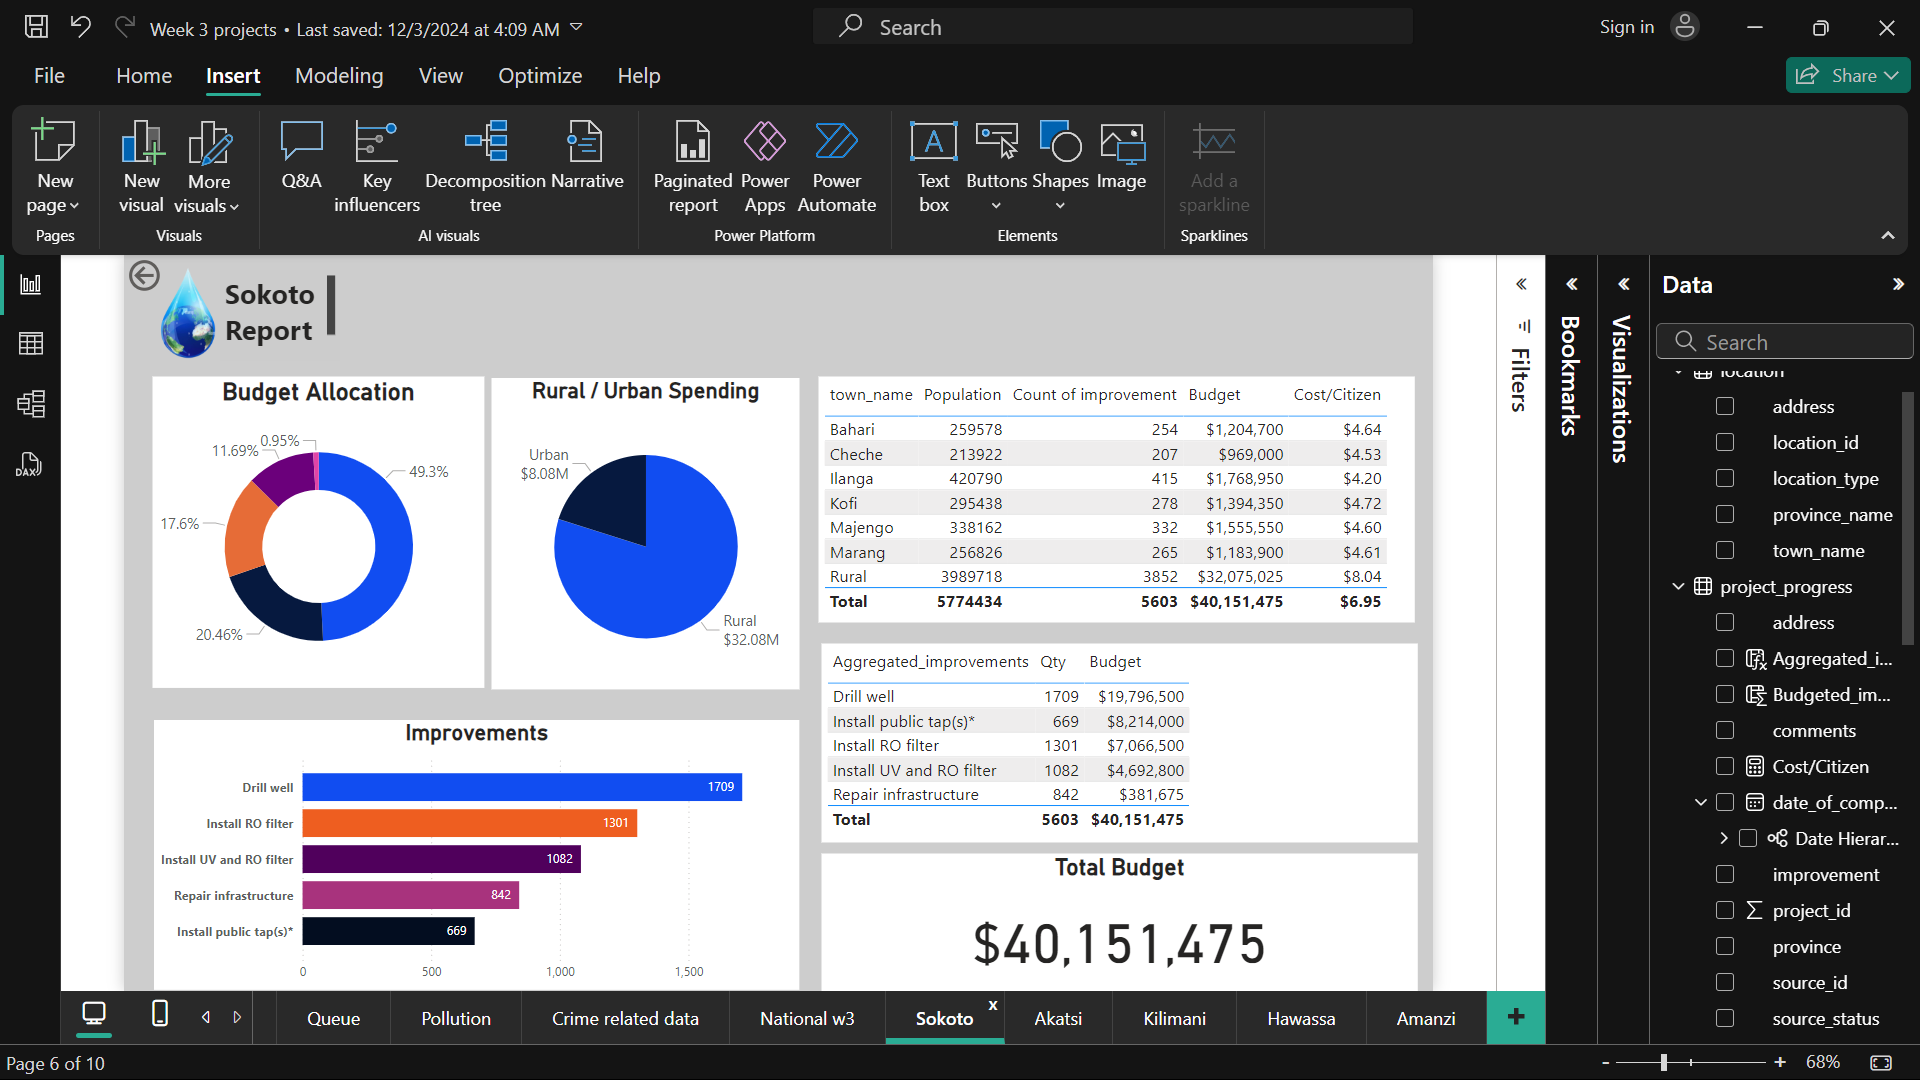 Week 3 projects • Last saved: 12/3/2024 at 4:09 AM
Search
Sign in
File Home Insert Modeling View Optimize Help
Share
New page
New visual
More visuals
Q&A
Key influencers
Decomposition tree
Narrative
Paginated report
Power Apps
Power Automate
Text box
Buttons
Shapes
Image
Add a sparkline
Pages Visuals AI visuals Power Platform Elements Sparklines
DAX
Sokoto
Report
Budget Allocation
0.95%
11.69%
49.3%
17.6%
20.46%
Rural / Urban Spending
Urban
$8.08M
Rural
$32.08M
town_name Population Count of improvement Budget Cost/Citizen
Bahari 259578 254 $1,204,700 $4.64
Cheche 213922 207 $969,000 $4.53
Ilanga 420790 415 $1,768,950 $4.20
Kofi 295438 278 $1,394,350 $4.72
Majengo 338162 332 $1,555,550 $4.60
Marang 256826 265 $1,183,900 $4.61
Rural 3989718 3852 $32,075,025 $8.04
Total 5774434 5603 $40,151,475 $6.95
Aggregated_improvements Qty Budget
Drill well 1709 $19,796,500
Install public tap(s)* 669 $8,214,000
Install RO filter 1301 $7,066,500
Install UV and RO filter 1082 $4,692,800
Repair infrastructure 842 $381,675
Total 5603 $40,151,475
Improvements
Drill well 1709
Install RO filter 1301
Install UV and RO filter 1082
Repair infrastructure 842
Install public tap(s)* 669
0 500 1,000 1,500
Total Budget
$40,151,475
Filters
Bookmarks
Visualizations
Data
Search
location
address
location_id
location_type
province_name
town_name
project_progress
address
Aggregated_i...
Budgeted_im...
comments
Cost/Citizen
date_of_comp...
Date Hierar...
improvement
project_id
province
source_id
source_status
Queue Pollution Crime related data National w3 Sokoto x Akatsi Kilimani Hawassa Amanzi +
Page 6 of 10
- + 68%